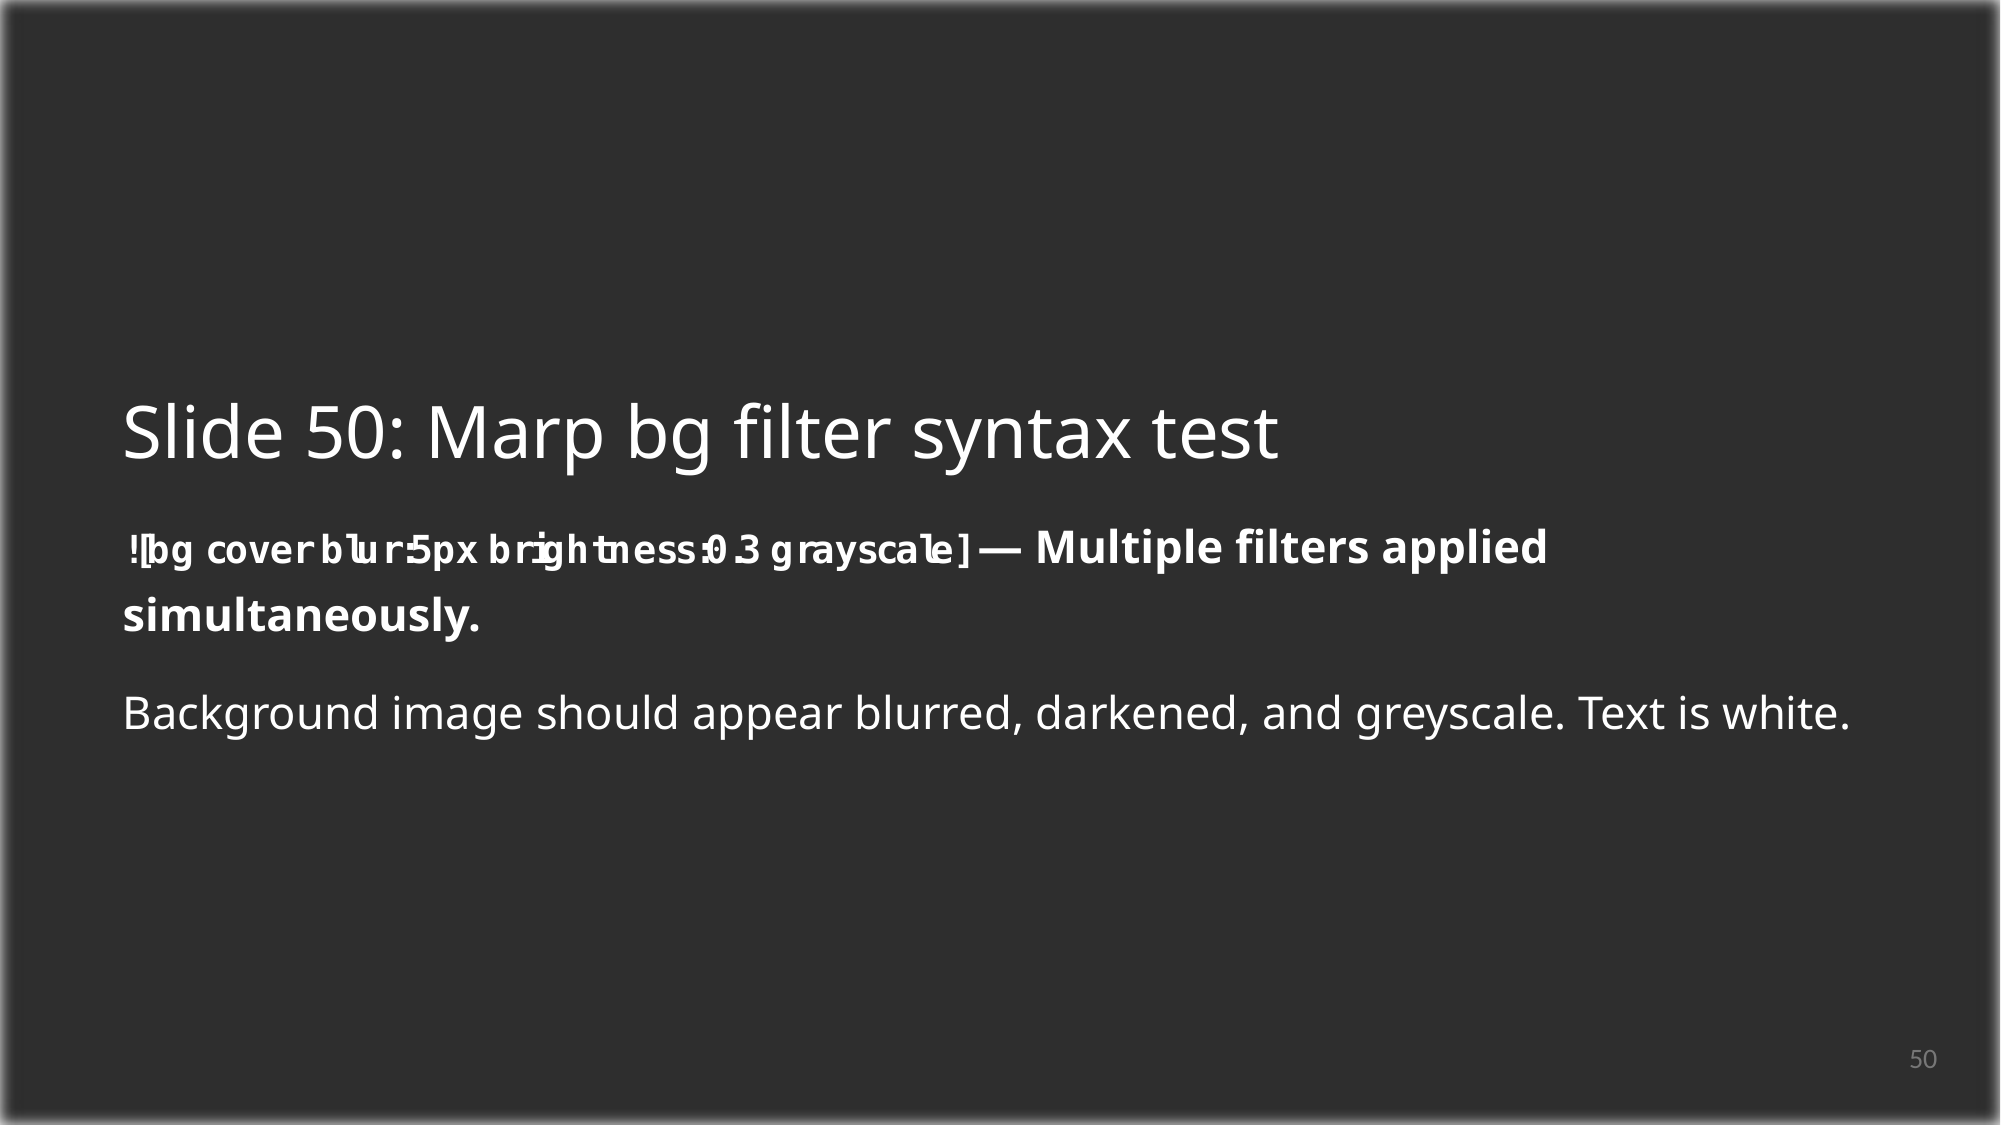 Slide 50: Marp bg filter syntax test
![bg cover blur:5px brightness:0.3 grayscale] — Multiple filters applied
simultaneously.
Background image should appear blurred, darkened, and greyscale. Text is white.
50